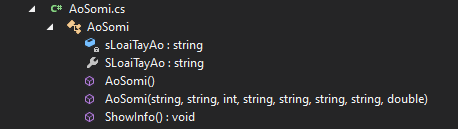 C# AoSomi.cs
AoSomi
sLoaiTayAo : string
SLoaiTayAo : string
AoSomi()
AoSomi(string, string, int, string, string, string, string, double)
ShowInfo() : void